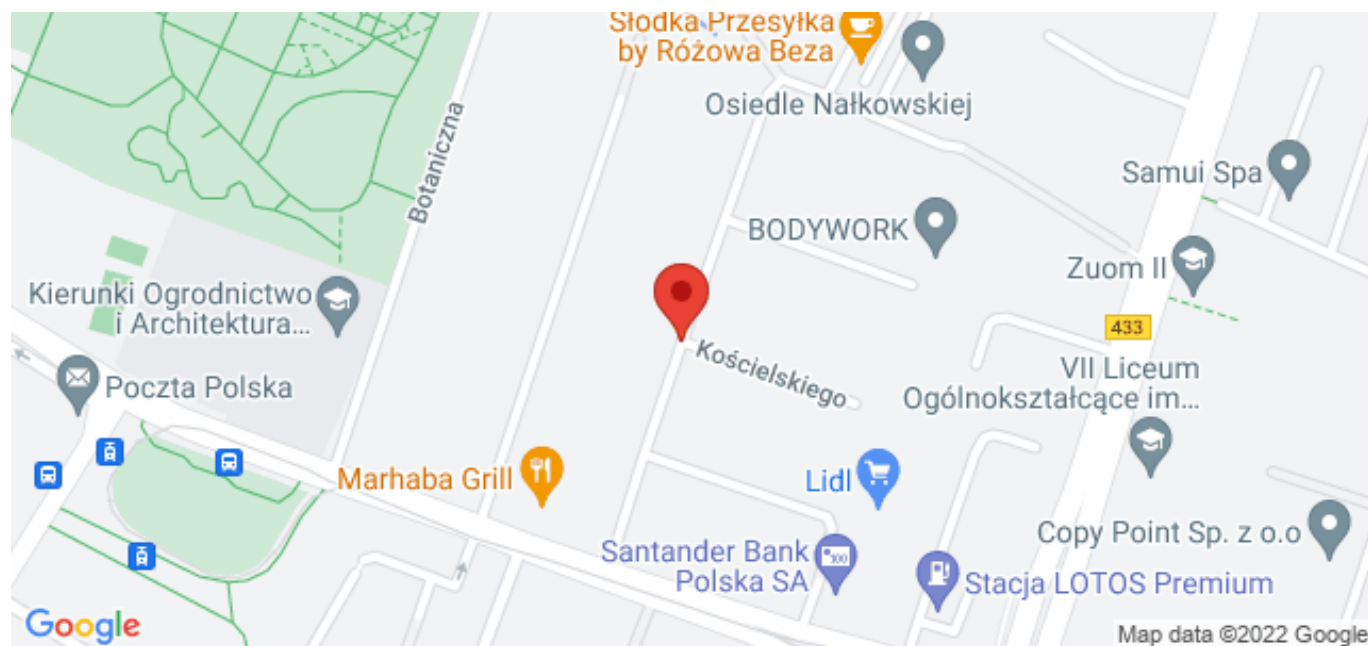 Słodka Przesyłka
by Różowa Beza
Osiedle Nałkowskiej
Botaniczna
Samui Spa
BODYWORK
Zuom II
Kierunki Ogrodnictwo
i Architektura...
433
Kościelskiego
VII Liceum
Ogólnokształcące im...
Poczta Polska
Marhaba Grill
Lidl
Copy Point Sp. z o.o
Santander Bank
Polska SA
100
Stacja LOTOS Premium
Google
Map data ©2022 Google